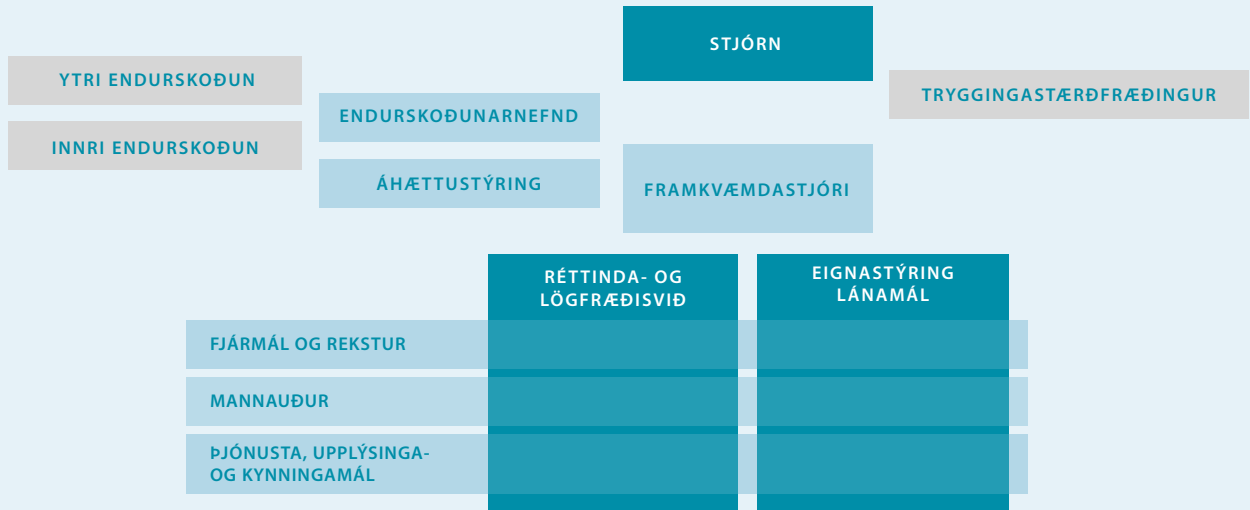 STJÓRN
YTRI ENDURSKOÐUN
TRYGGINGASTÆRÐFRÆÐINGUR
ENDURSKOÐUNARNEFND
INNRI ENDURSKOÐUN
ÁHÆTTUSTÝRING
FRAMKVÆMDASTJÓRI
RÉTTINDA- OG
LÖGFRÆÐISVIÐ
EIGNASTÝRING
LÁNAMÁL
FJÁRMÁL OG REKSTUR
MANNAUÐUR
ÞJÓNUSTA, UPPLÝSINGA-
OG KYNNINGAMÁL